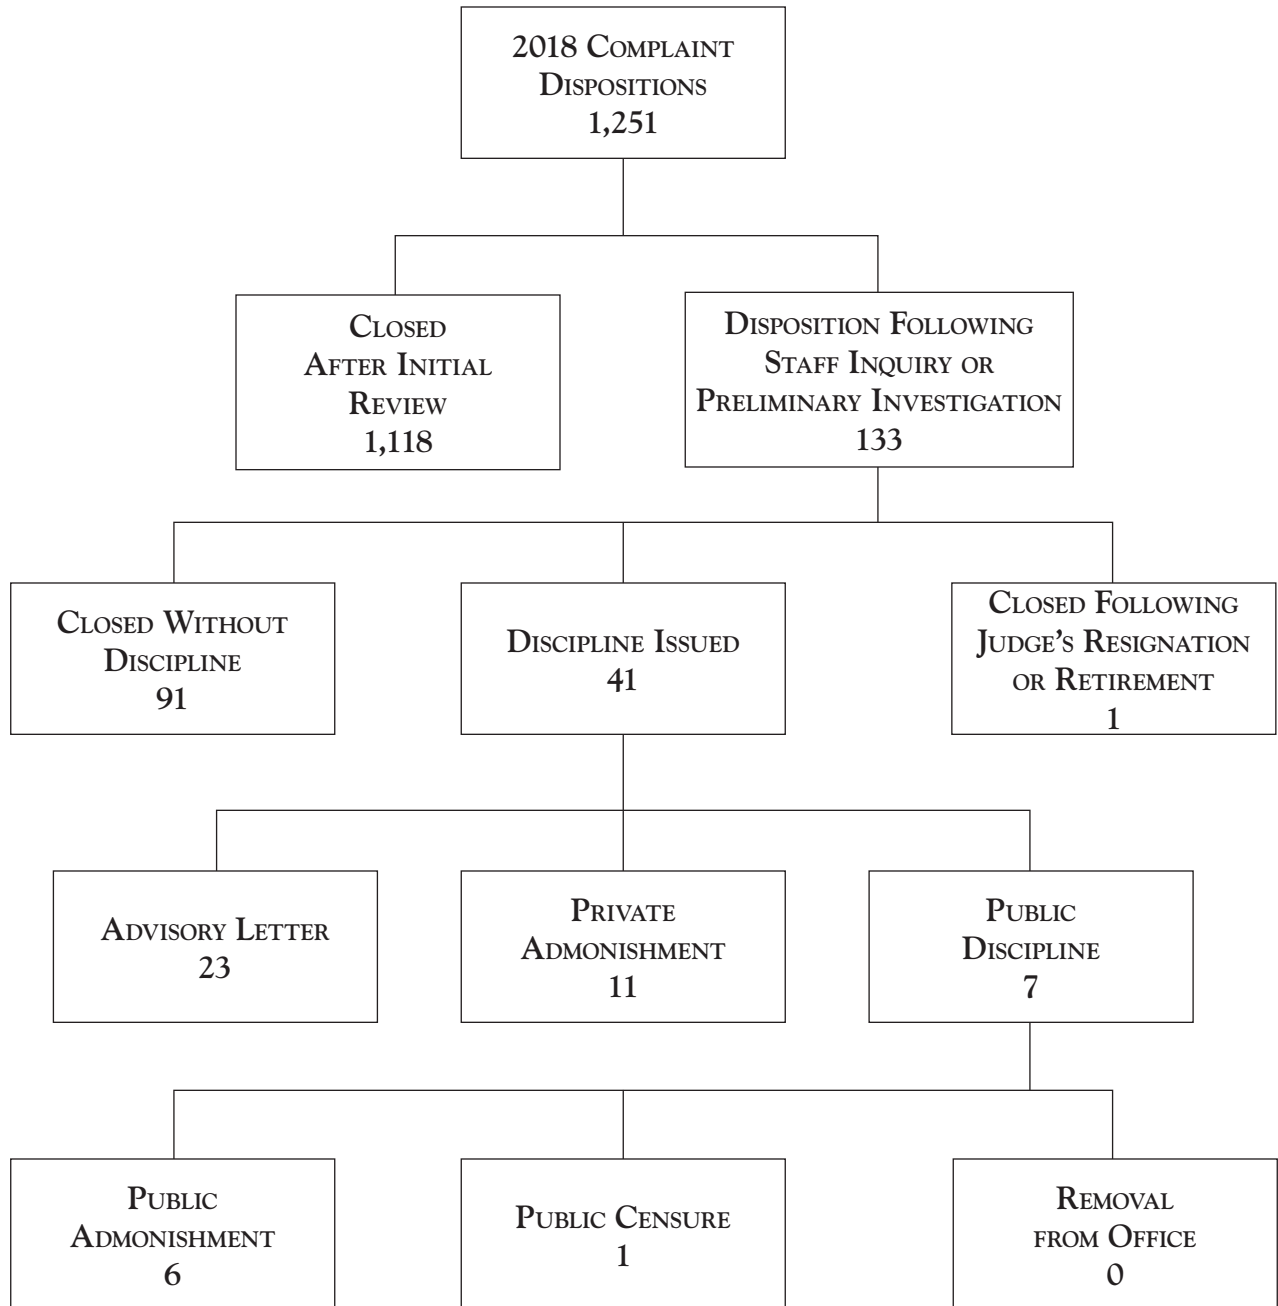 2018 Complaint
Dispositions
1,251
Closed
After Initial
Review
1,118
Disposition Following
Staff Inquiry or
Preliminary Investigation
133
Closed Without
Discipline
91
Discipline Issued
41
Closed Following
Judge's Resignation
or Retirement
1
Advisory Letter
23
Private
Admonishment
11
Public
Discipline
7
Public
Admonishment
6
Public Censure
1
Removal
from Office
0